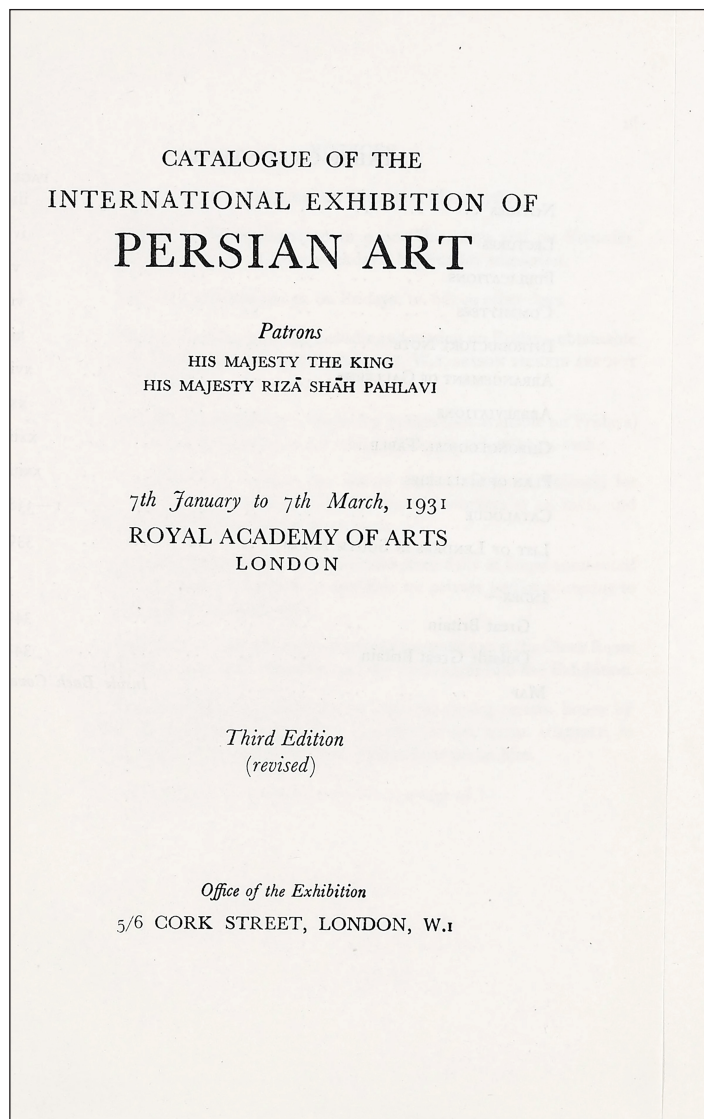 CATALOGUE OF THE
INTERNATIONAL EXHIBITION OF
PERSIAN ART
Patrons
HIS MAJESTY THE KING
HIS MAJESTY RIZĀ SHĀH PAHLAVI
7th January to 7th March, 1931
ROYAL ACADEMY OF ARTS
LONDON
Third Edition
(revised)
Office of the Exhibition
5/6 CORK STREET, LONDON, W.1